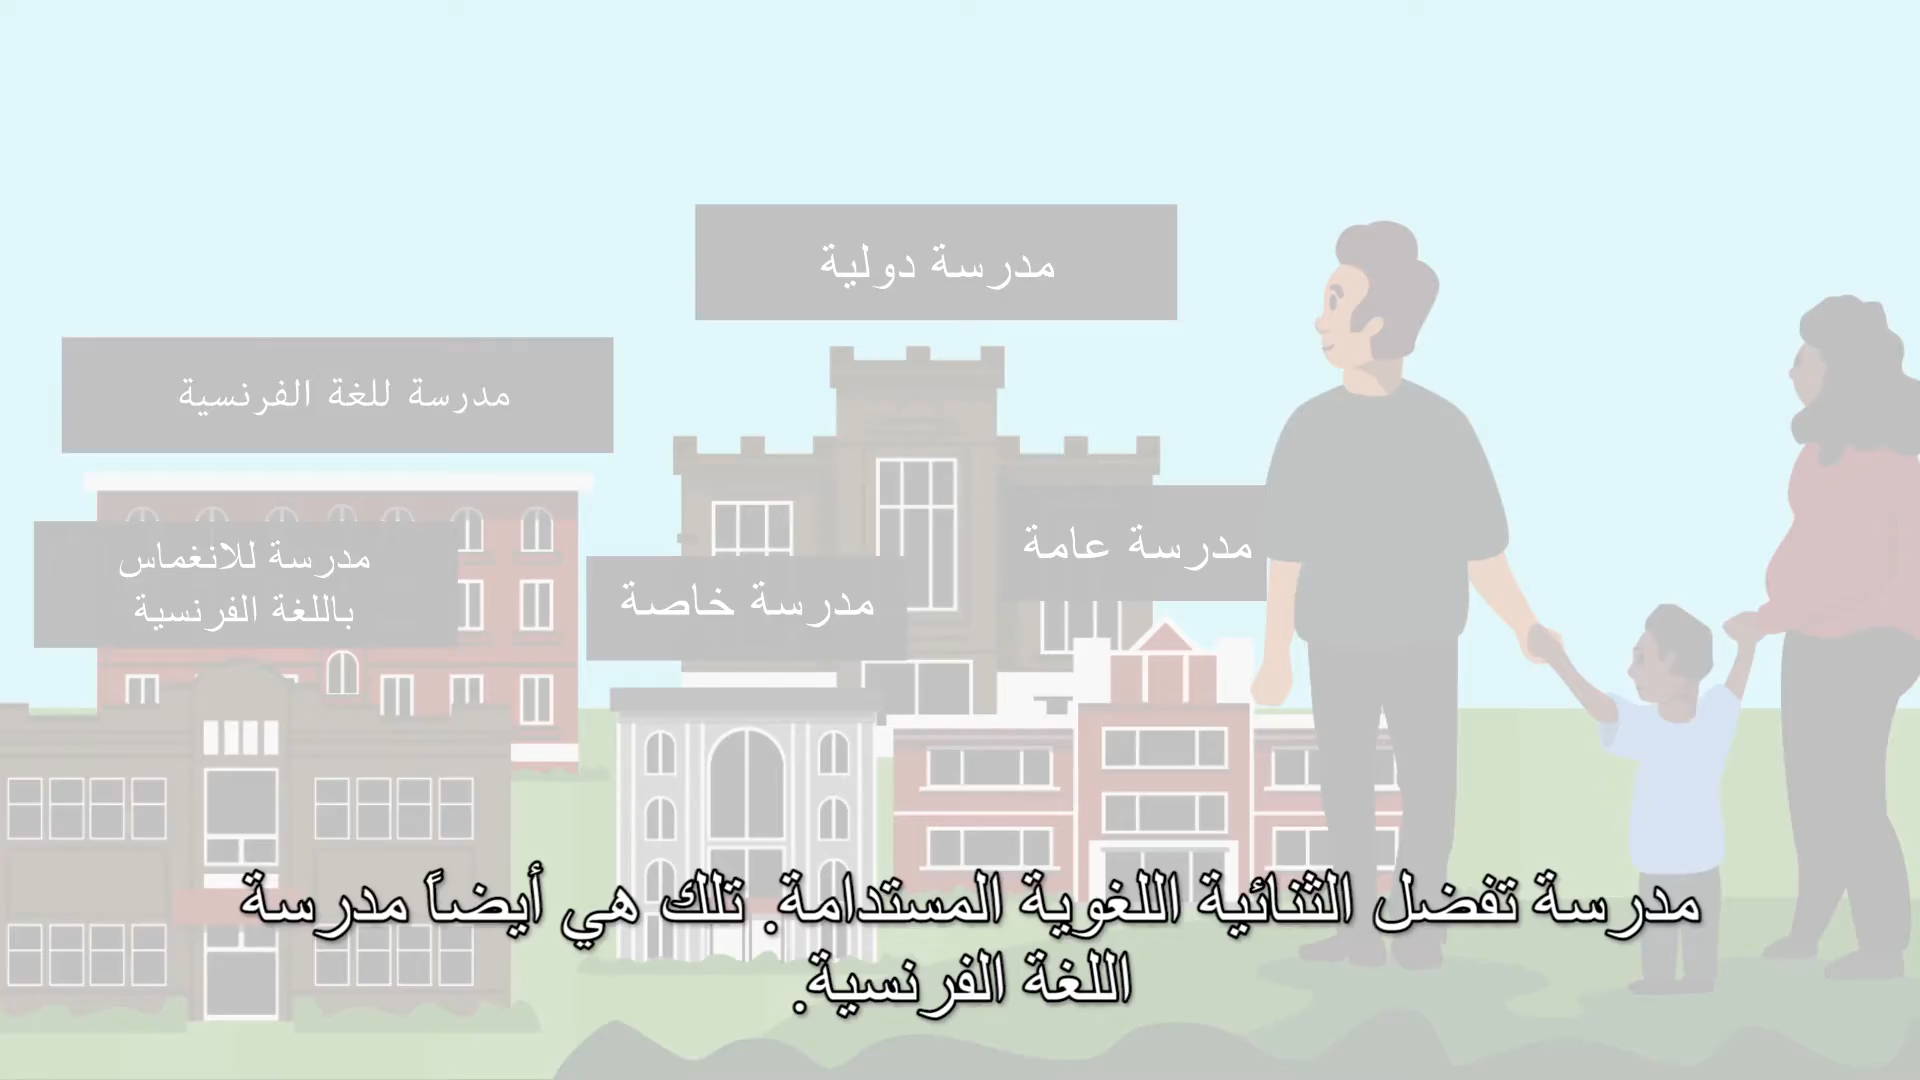 مدرسة دولية
مدرسة للغة الفرنسية
مدرسة عامة
مدرسة للانغماس
باللغة الفرنسية
مدرسة خاصة
مدرسة تفضل الثنائية اللغوية المستدامة. تلك هي أيضاً مدرسة
اللغة الفرنسية.